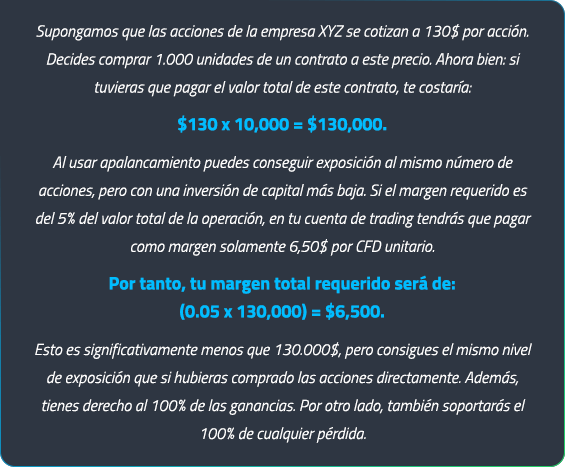 Supongamos que las acciones de la empresa XYZ se cotizan a 130$ por acción.
Decides comprar 1.000 unidades de un contrato a este precio. Ahora bien: si
tuvieras que pagar el valor total de este contrato, te costaría:
$130 x 10,000 = $130,000.
Al usar apalancamiento puedes conseguir exposición al mismo número de
acciones, pero con una inversión de capital más baja. Si el margen requerido es
del 5% del valor total de la operación, en tu cuenta de trading tendrás que pagar
como margen solamente 6,50$ por CFD unitario.
Por tanto, tu margen total requerido será de:
(0.05 x 130,000) = $6,500.
Esto es significativamente menos que 130.000$, pero consigues el mismo nivel
de exposición que si hubieras comprado las acciones directamente. Además,
tienes derecho al 100% de las ganancias. Por otro lado, también soportarás el
100% de cualquier pérdida.